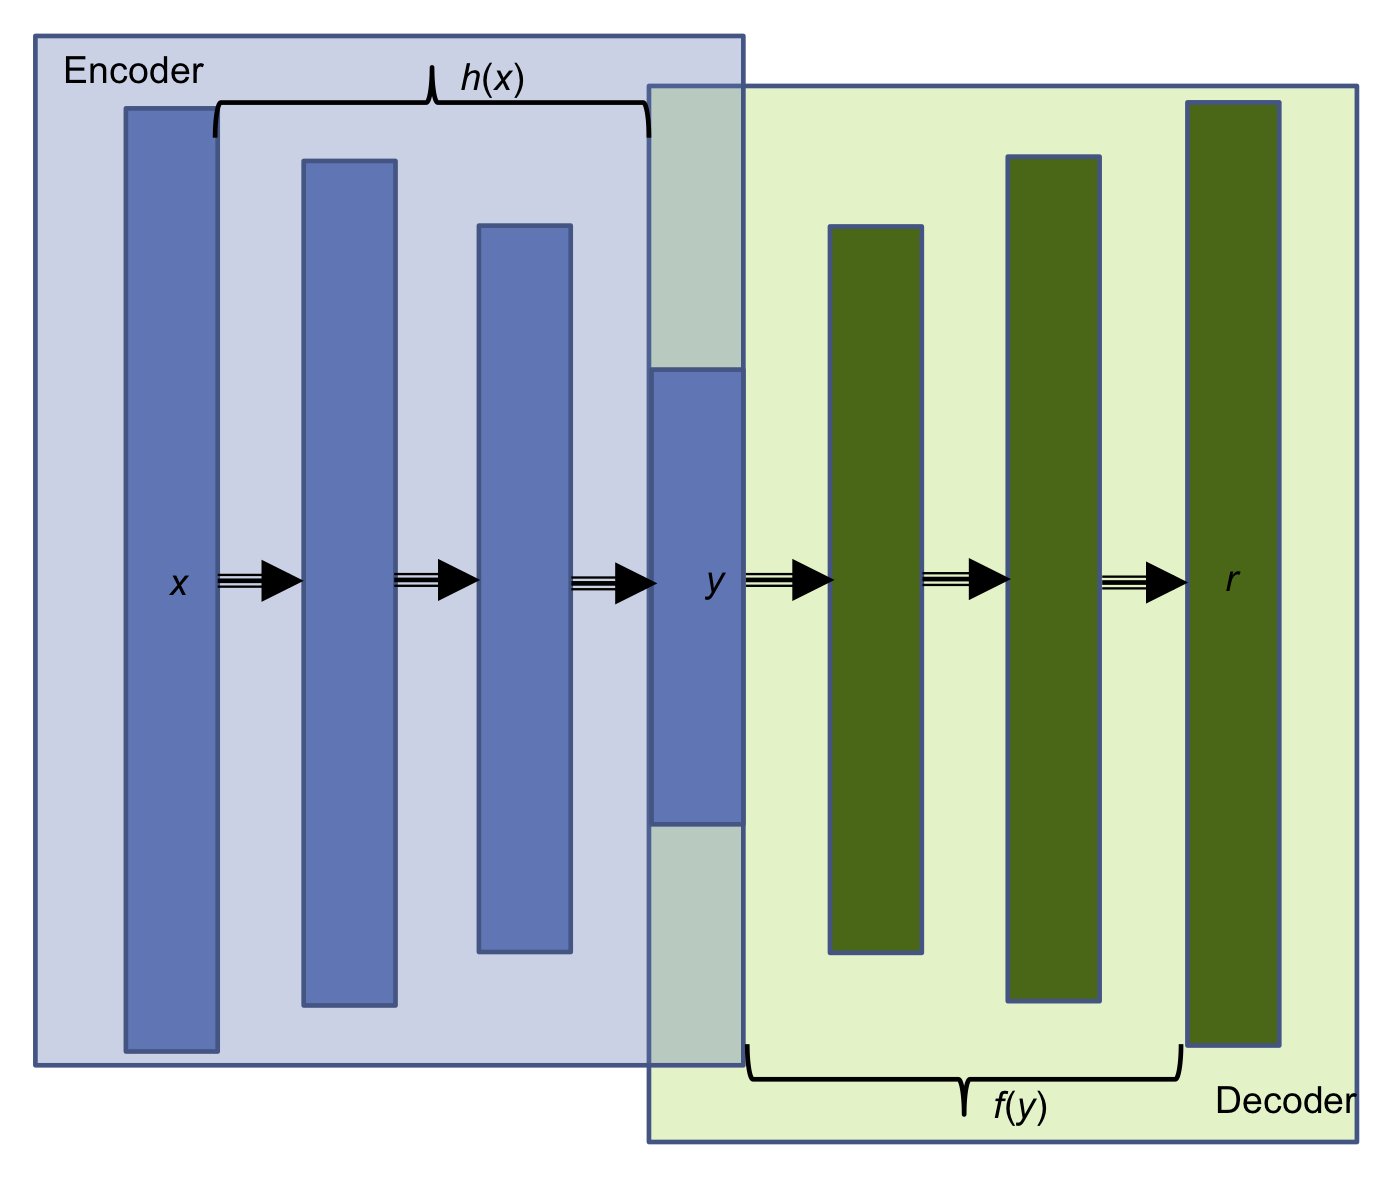 Encoder
h(x)
x
y
r
f(y)
Decoder